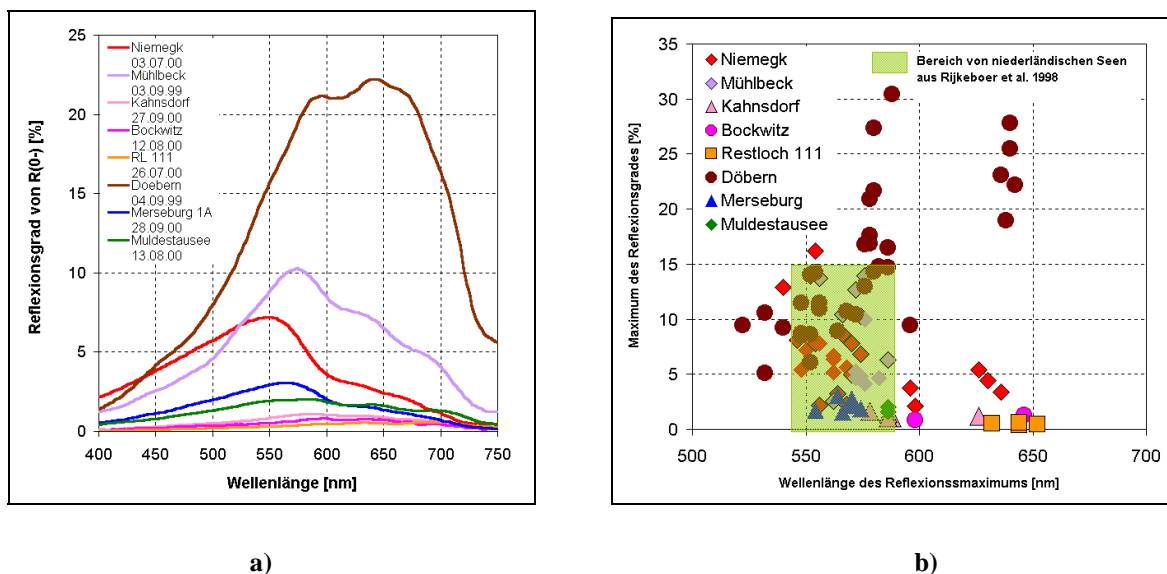 25
20
15
10
5
0
400
450
500
550
600
650
700
750
Reflexionsgrad von R(0-) [%]
Wellenlänge [nm]
Niemegk
03.07.00
Mühlbeck
03.09.99
Kahnsdorf
27.09.00
Bockwitz
12.08.00
RL 111
26.07.00
Doebern
04.09.99
Merseburg 1A
28.09.00
Muldestausee
13.08.00
a)
35
30
25
20
15
10
5
0
500
550
600
650
700
Maximum des Reflexionsgrades [%]
Wellenlänge des Reflexionssmaximums [nm]
Niemegk
Mühlbeck
Kahnsdorf
Bockwitz
Restloch 111
Döbern
Merseburg
Muldestausee
Bereich von niederländischen Seen
aus Rijkeboer et al. 1998
b)